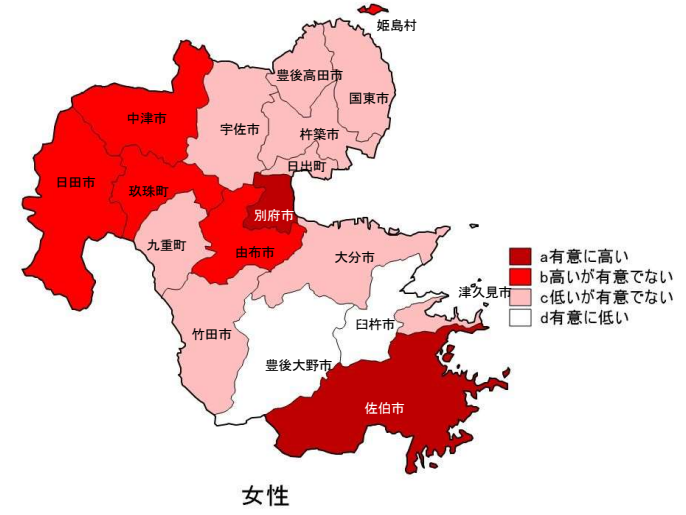 姫島村
豊後高田市
国東市
中津市
宇佐市
杵築市
日出町
日田市
玖珠町
別府市
九重町
由布市
大分市
a有意に高い
b高いが有意でない
c低いが有意でない
d有意に低い
津久見市
臼杵市
竹田市
豊後大野市
佐伯市
女性